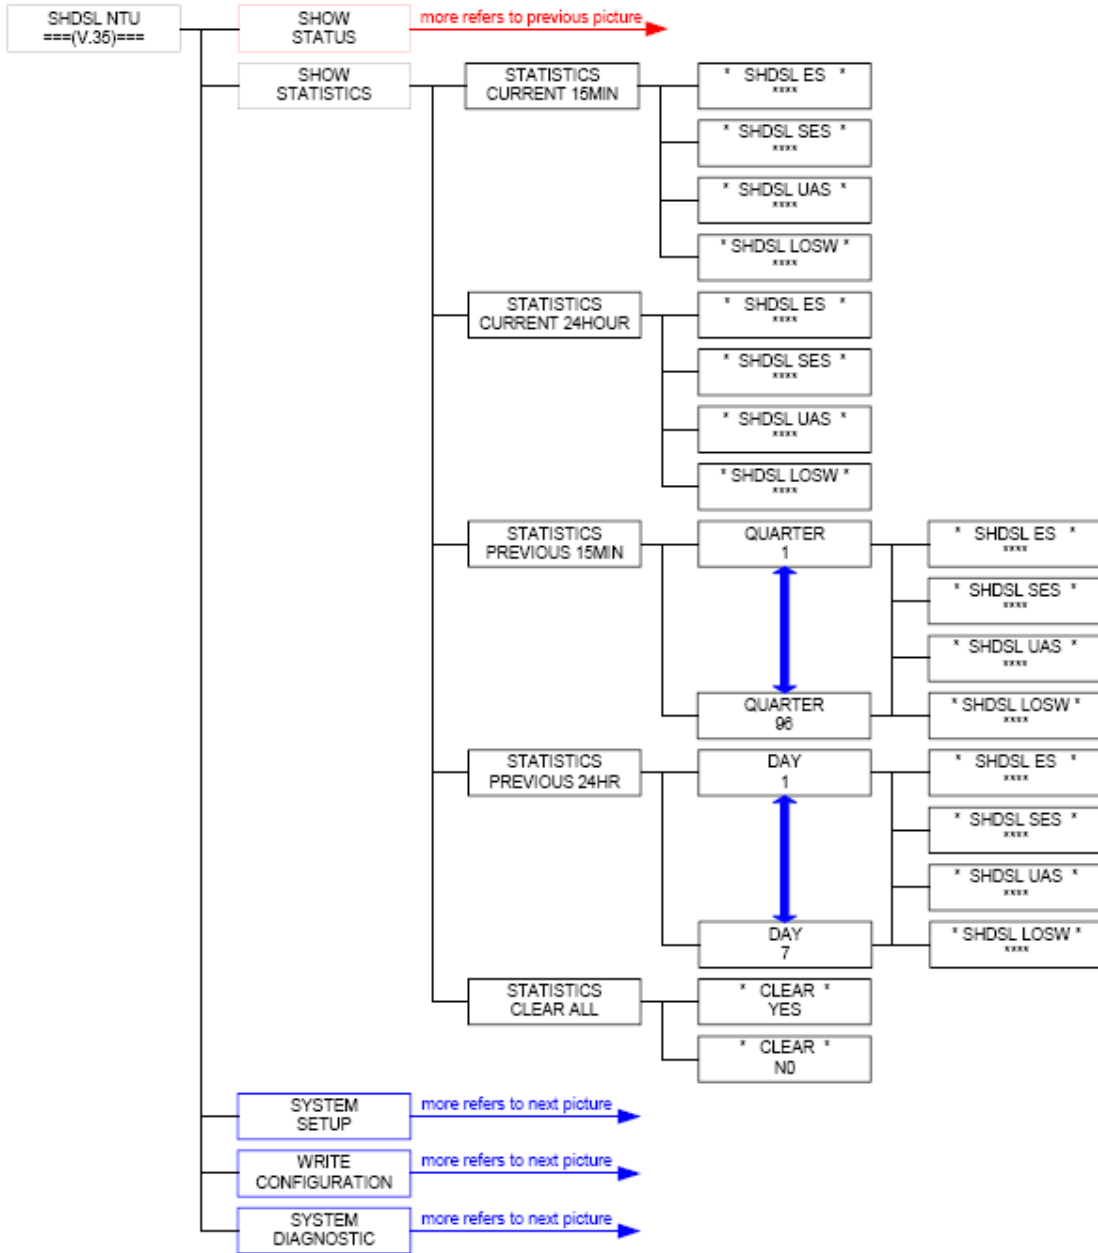 SHDSL NTU
===(V.35)===
SHOW
STATUS
more refers to previous picture
SHOW
STATISTICS
STATISTICS
CURRENT 15MIN
* SHDSL ES *
****
* SHDSL SES *
****
* SHDSL UAS *
****
* SHDSL LOSW *
****
STATISTICS
CURRENT 24HOUR
* SHDSL ES *
****
* SHDSL SES *
****
* SHDSL UAS *
****
* SHDSL LOSW *
****
STATISTICS
PREVIOUS 15MIN
QUARTER
1
* SHDSL ES *
****
* SHDSL SES *
****
* SHDSL UAS *
****
QUARTER
96
* SHDSL LOSW *
****
STATISTICS
PREVIOUS 24HR
DAY
1
* SHDSL ES *
****
* SHDSL SES *
****
* SHDSL UAS *
****
DAY
7
* SHDSL LOSW *
****
STATISTICS
CLEAR ALL
* CLEAR *
YES
* CLEAR *
N0
SYSTEM
SETUP
more refers to next picture
WRITE
CONFIGURATION
more refers to next picture
SYSTEM
DIAGNOSTIC
more refers to next picture